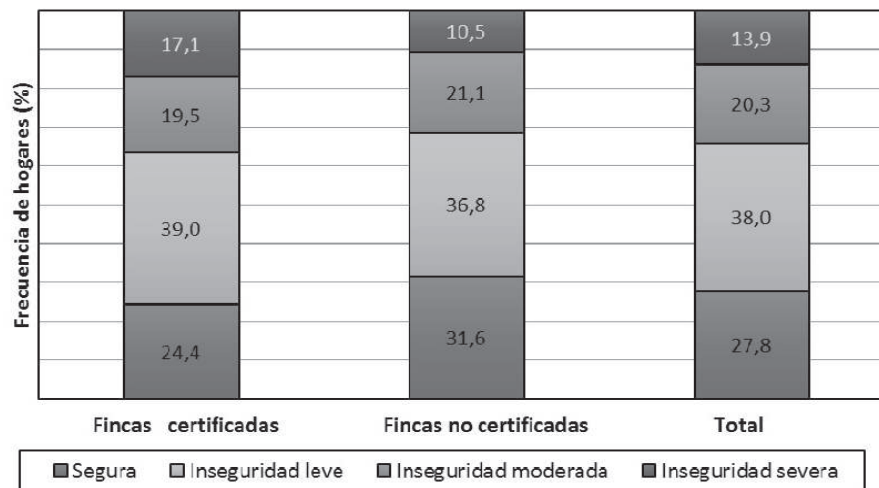 Frecuencia de hogares (%)
17,1 10,5 13,9
19,5 21,1 20,3
39,0 36,8 38,0
24,4 31,6 27,8
Fincas certificadas Fincas no certificadas Total
Segura Inseguridad leve Inseguridad moderada Inseguridad severa